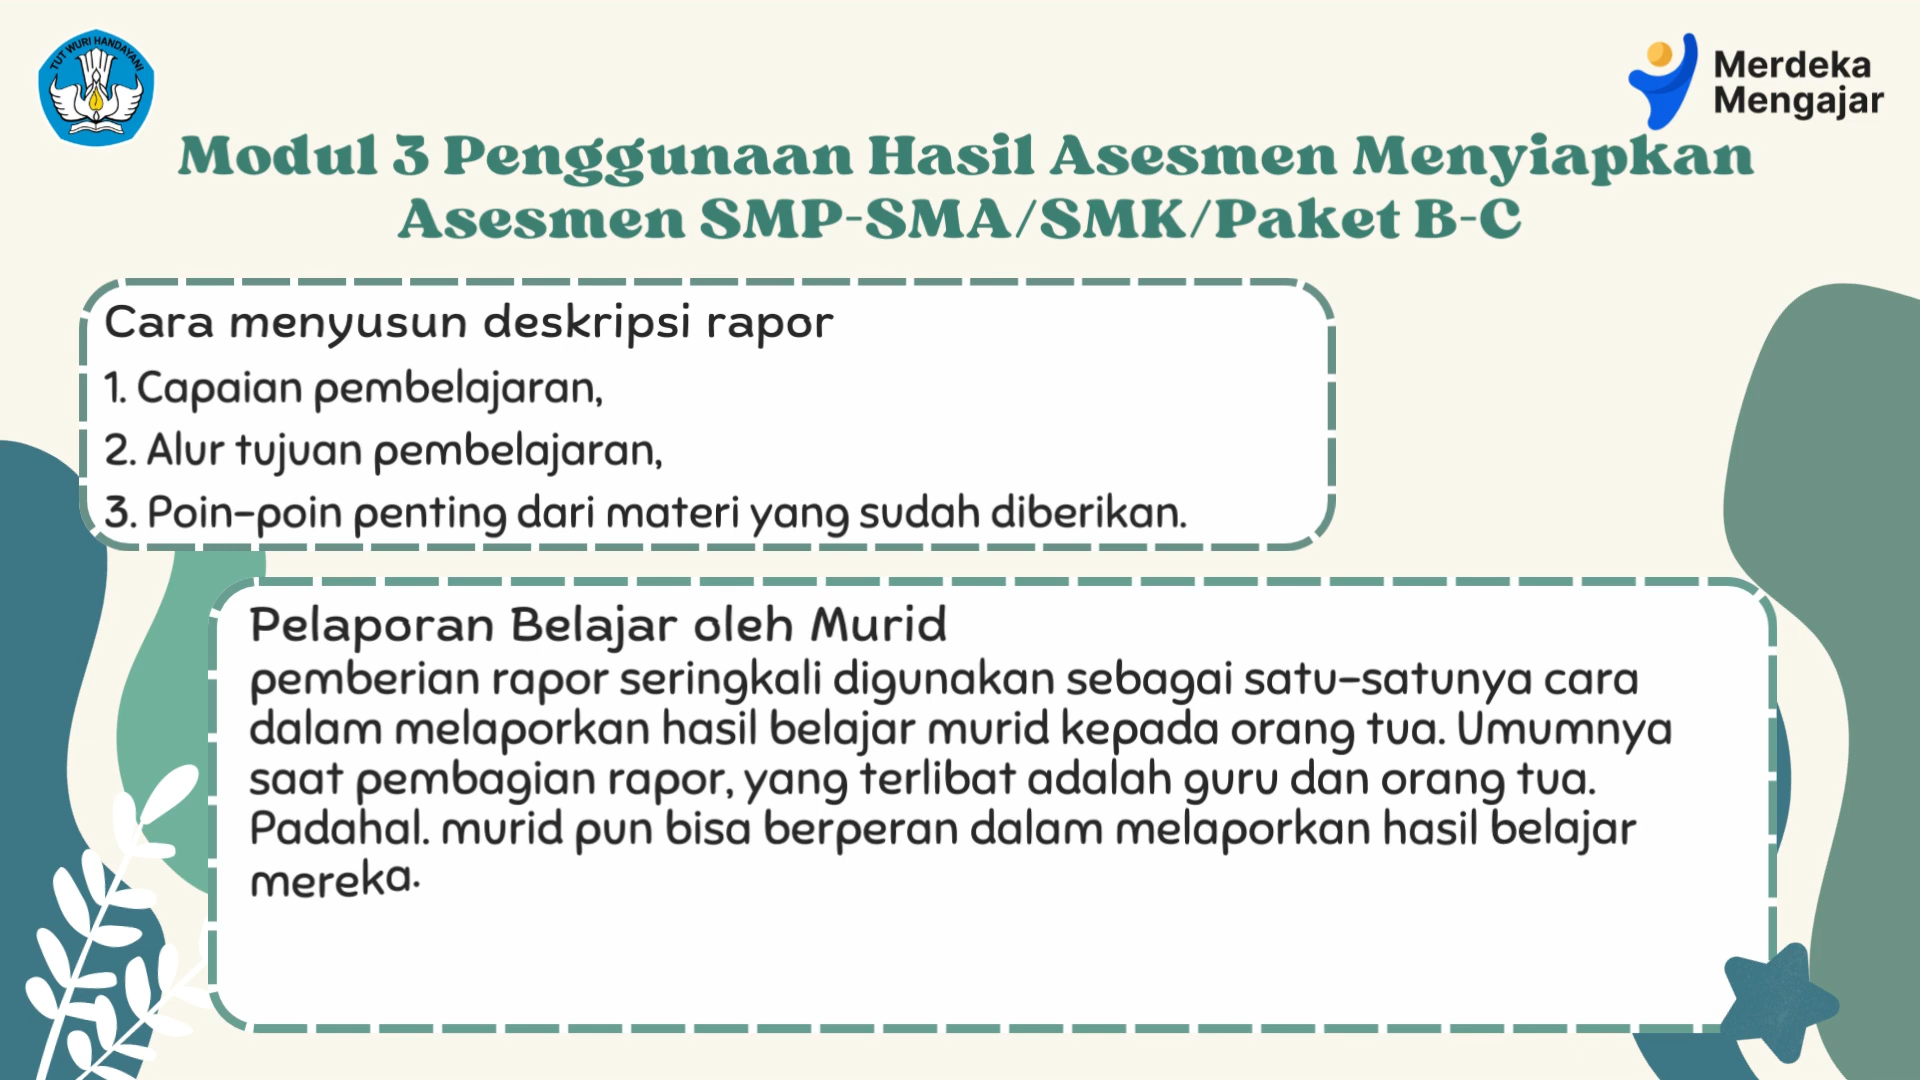 TUT WURI HANDAYANI
Merdeka
Mengajar
Modul 3 Penggunaan Hasil Asesmen Menyiapkan
Asesmen SMP-SMA/SMK/Paket B-C
Cara menyusun deskripsi rapor
1. Capaian pembelajaran,
2. Alur tujuan pembelajaran,
3. Poin-poin penting dari materi yang sudah diberikan.
Pelaporan Belajar oleh Murid
pemberian rapor seringkali digunakan sebagai satu-satunya cara
dalam melaporkan hasil belajar murid kepada orang tua. Umumnya
saat pembagian rapor, yang terlibat adalah guru dan orang tua.
Padahal. murid pun bisa berperan dalam melaporkan hasil belajar
mereka.